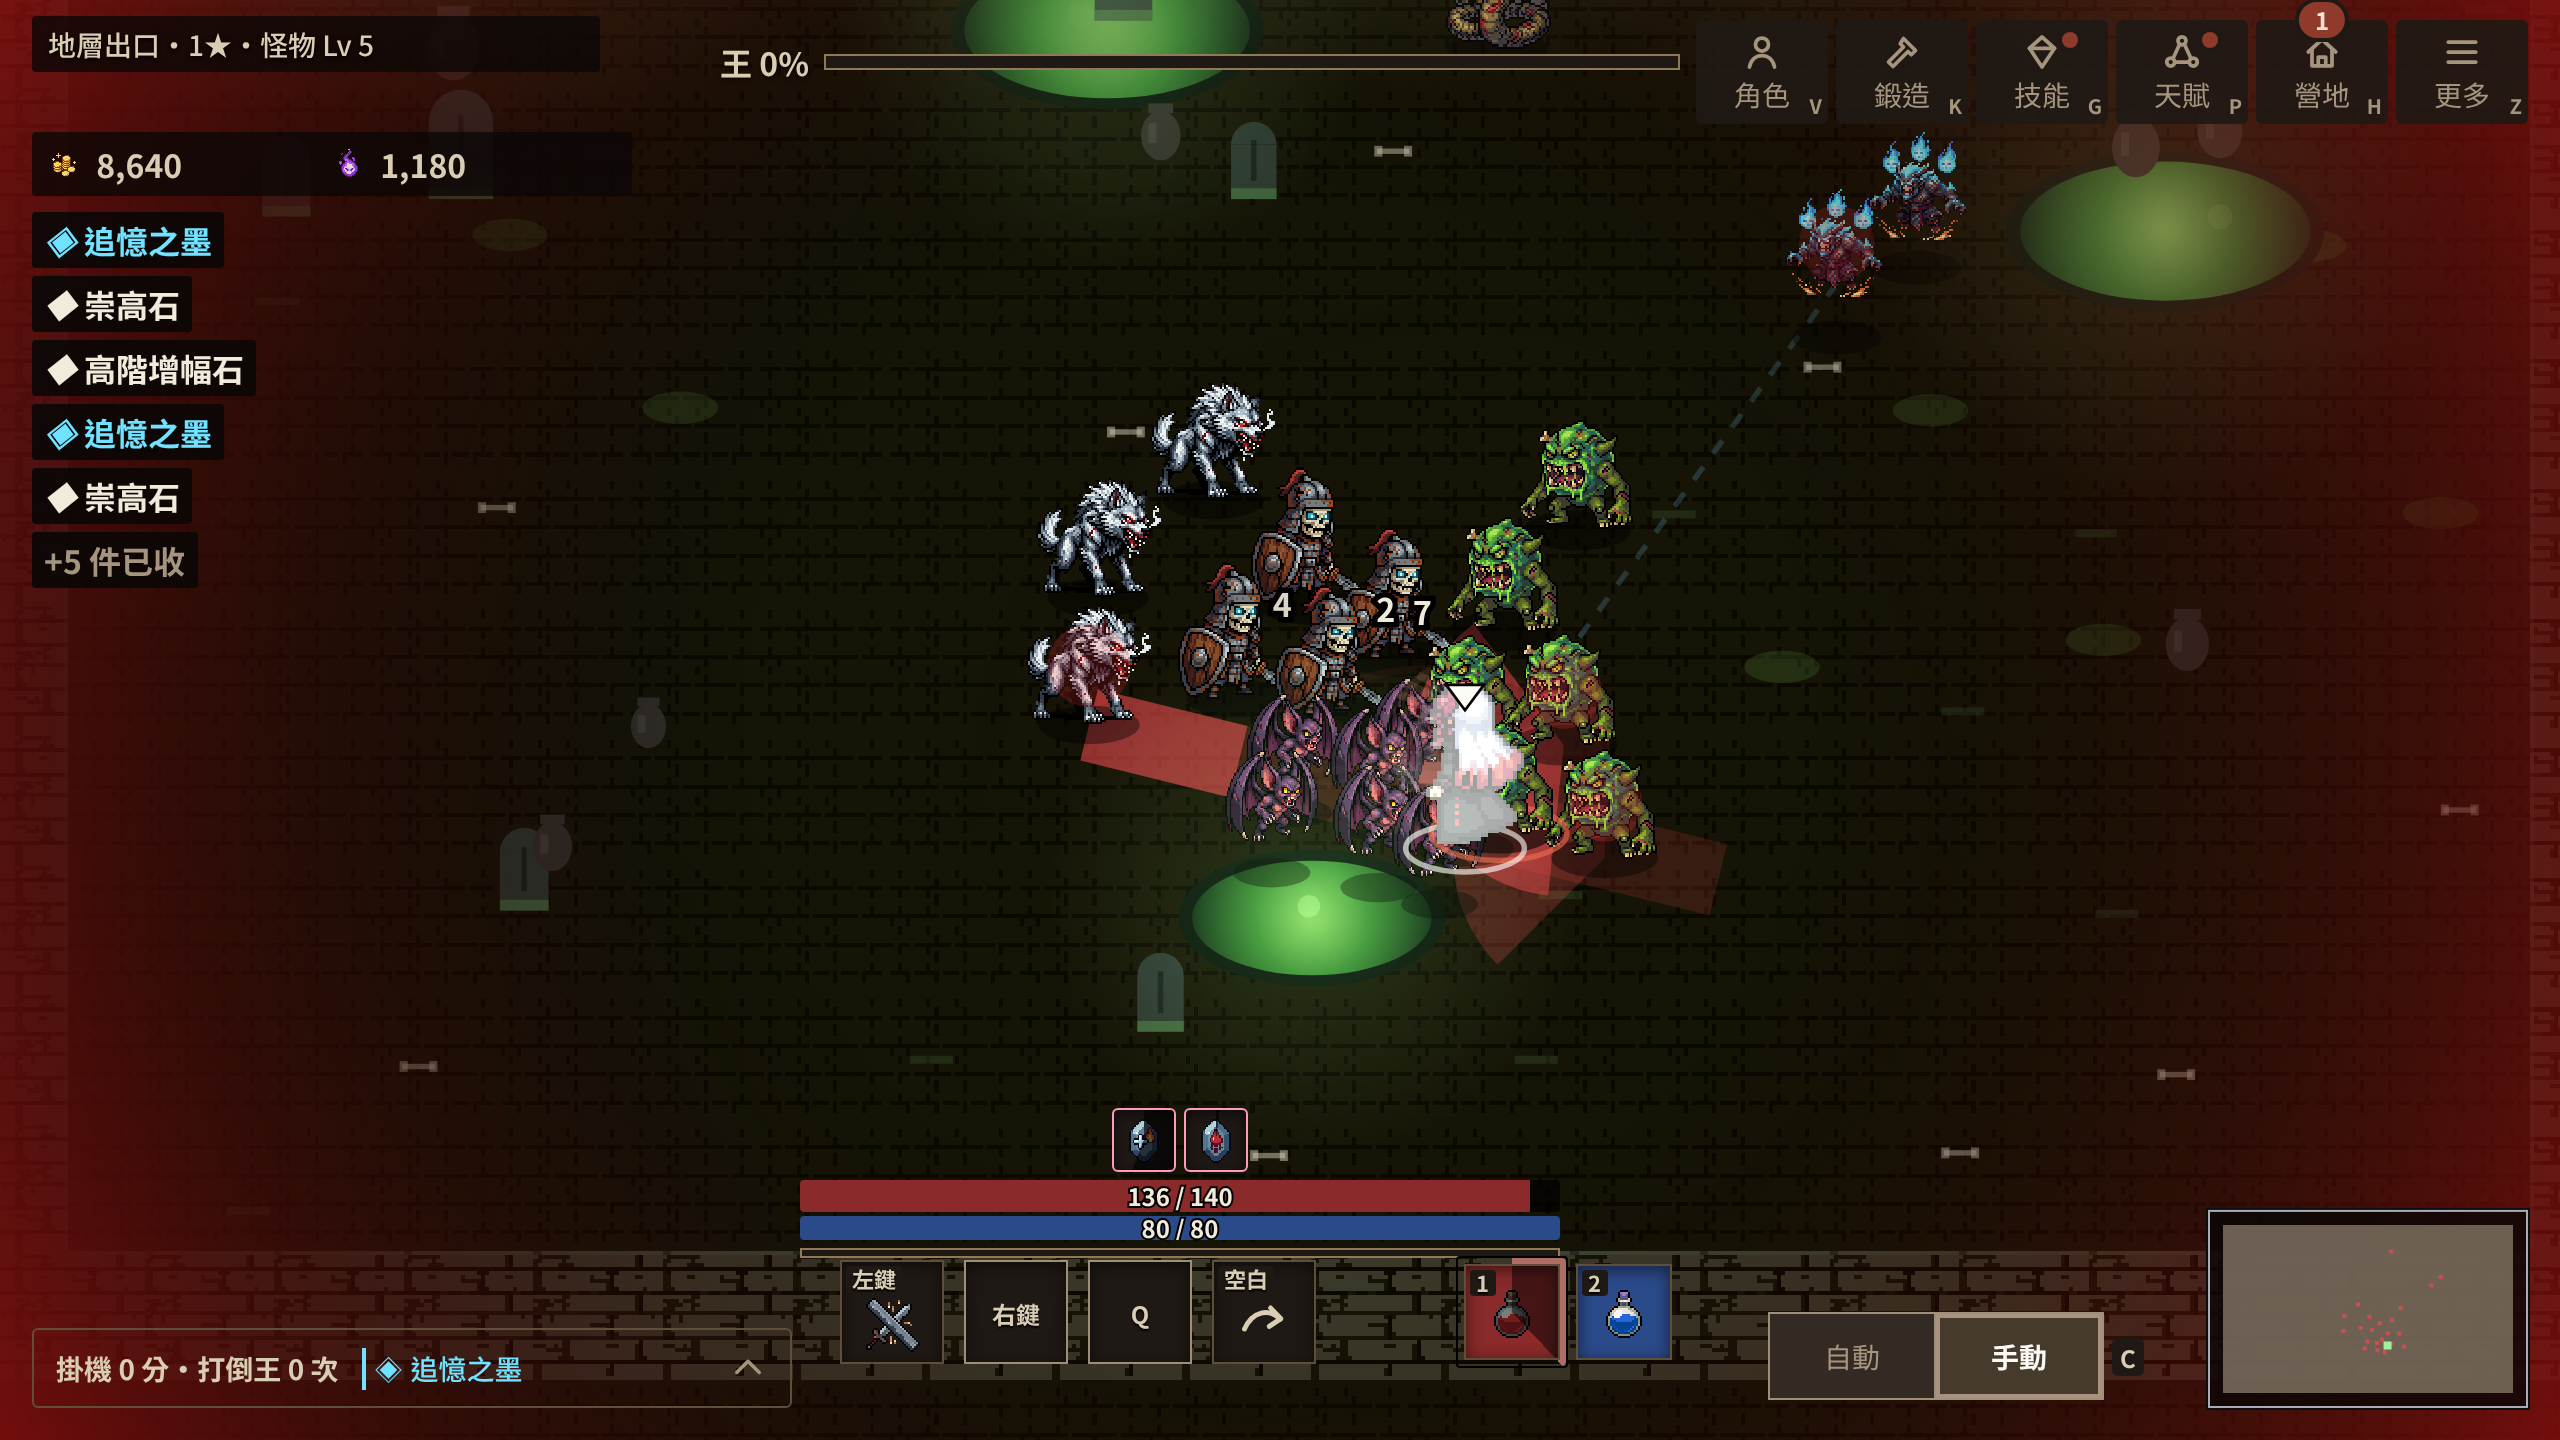 地層出口・1★・怪物 Lv 5
王 0%
角色 V
鍛造 K
技能 G
天賦 P
1
營地 H
更多 Z
8,640
1,180
追憶之墨
崇高石
高階增幅石
追憶之墨
崇高石
+5 件已收
4
2
7
136 / 140
80 / 80
左鍵
右鍵
Q
空白
1
2
掛機 0 分・打倒王 0 次
追憶之墨
自動
手動
C